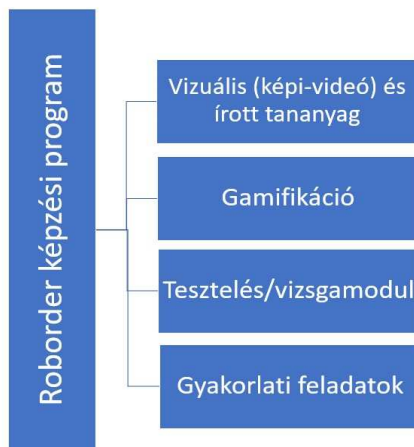 Roborder képzési program
Vizuális (képi-videó) és
írott tananyag
Gamifikáció
Tesztelés/vizsgamodul
Gyakorlati feladatok